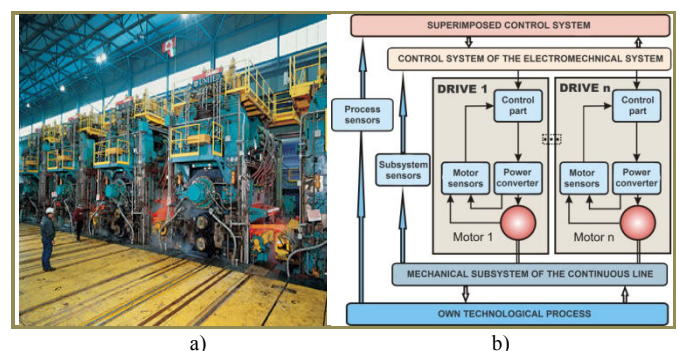 UNITED
SUPERIMPOSED CONTROL SYSTEM
CONTROL SYSTEM OF THE ELECTROMECHNICAL SYSTEM
DRIVE 1
Control
part
Motor
sensors
Power
converter
Motor 1
DRIVE n
Control
part
Motor
sensors
Power
converter
Motor n
Process
sensors
Subsystem
sensors
MECHANICAL SUBSYSTEM OF THE CONTINUOUS LINE
OWN TECHNOLOGICAL PROCESS
a)
b)